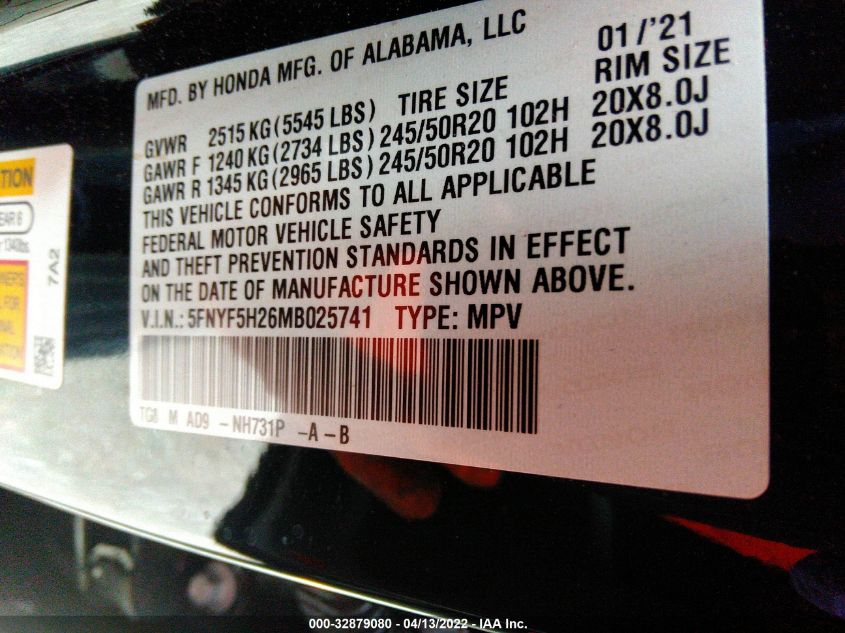 MFD. BY HONDA MFG. OF ALABAMA, LLC 01/'21
GVWR 2515 KG (5545 LBS) TIRE SIZE RIM SIZE
GAWR F 1240 KG (2734 LBS) 245/50R20 102H 20X8.0J
GAWR R 1345 KG (2965 LBS) 245/50R20 102H 20X8.0J
THIS VEHICLE CONFORMS TO ALL APPLICABLE
FEDERAL MOTOR VEHICLE SAFETY
AND THEFT PREVENTION STANDARDS IN EFFECT
ON THE DATE OF MANUFACTURE SHOWN ABOVE.
V.I.N.: 5FNYF5H26MB025741 TYPE: MPV
TG8 M AD9 -NH731P -A-B
7A2
000-32879080 - 04/13/2022 - IAA Inc.